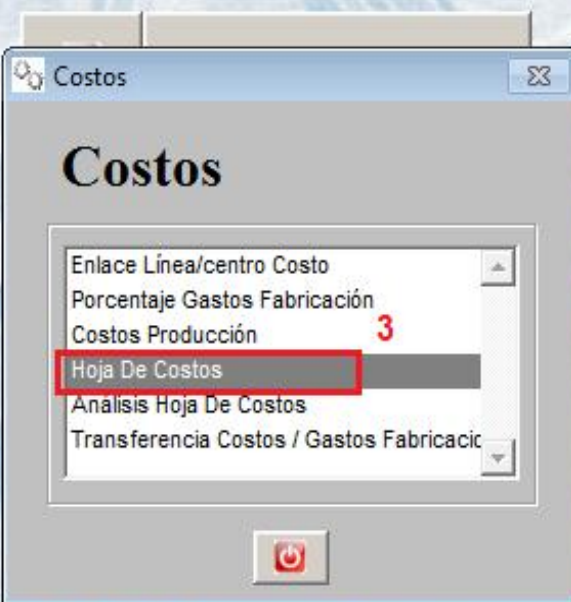 Costos
Costos
Enlace Línea/centro Costo
Porcentaje Gastos Fabricación
Costos Producción 3
Hoja De Costos
Análisis Hoja De Costos
Transferencia Costos / Gastos Fabricacic